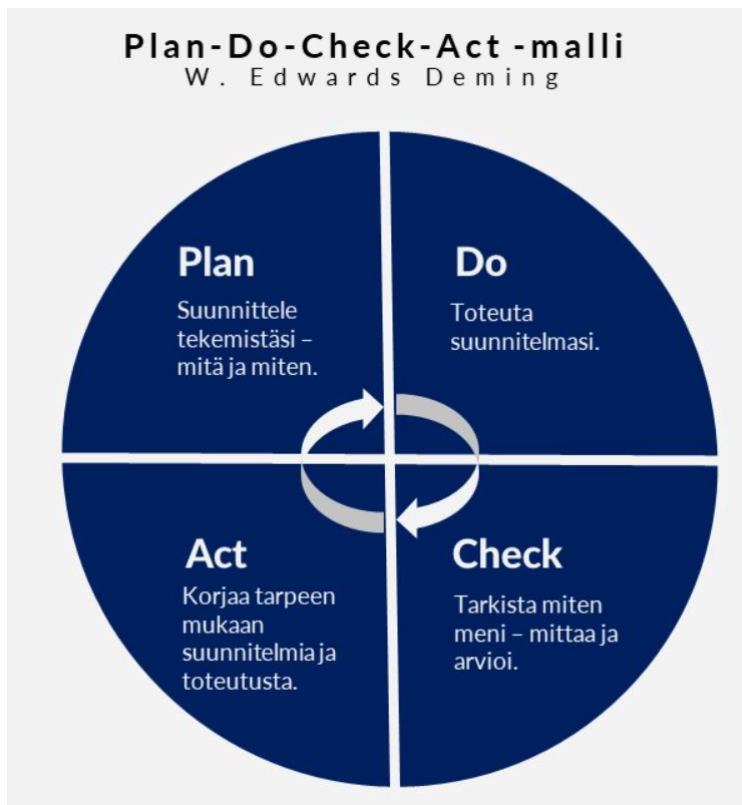 Plan-Do-Check-Act -malli
W. Edwards Deming
Plan
Suunnittele
tekemistäsi –
mitä ja miten.
Do
Toteuta
suunnitelmasi.
Check
Tarkista miten
meni – mittaa ja
arvioi.
Act
Korjaa tarpeen
mukaan
suunnitelmia ja
toteutusta.